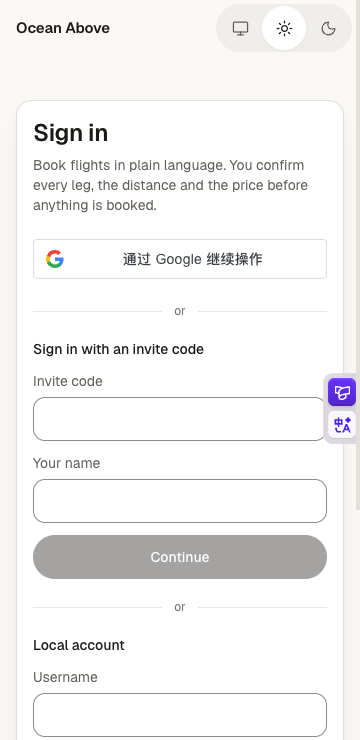 Ocean Above
Sign in
Book flights in plain language. You confirm
every leg, the distance and the price before
anything is booked.
通过 Google 继续操作
or
Sign in with an invite code
Invite code
Your name
Continue
or
Local account
Username